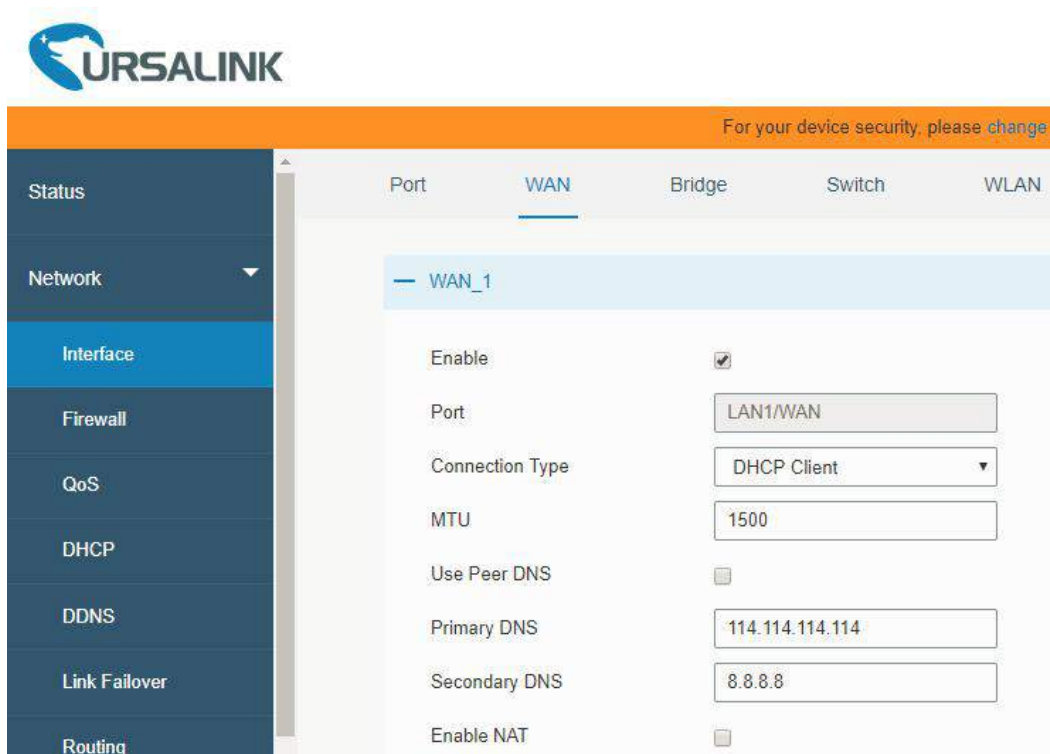 URSALINK
For your device security, please change
Status
Port WAN Bridge Switch WLAN
Network
WAN_1
Interface
Enable
Firewall
Port LAN1/WAN
Connection Type DHCP Client
QoS
MTU 1500
DHCP
Use Peer DNS
DDNS
Primary DNS 114.114.114.114
Link Failover
Secondary DNS 8.8.8.8
Enable NAT
Routing